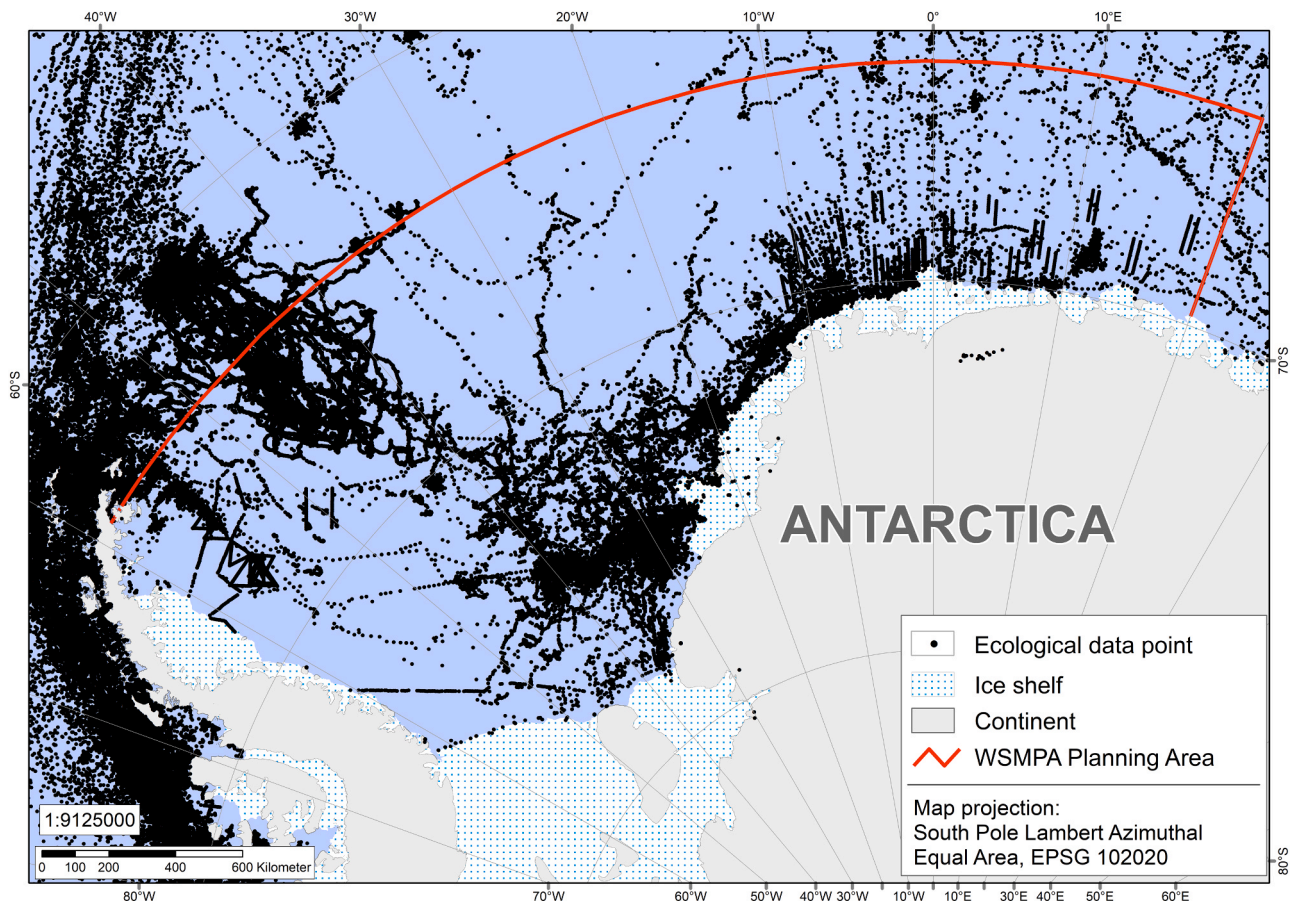 40°W 30°W 20°W 10°W 0° 10°E
60°S
70°S
ANTARCTICA
Ecological data point
Ice shelf
Continent
WSMPA Planning Area
Map projection:
South Pole Lambert Azimuthal
Equal Area, EPSG 102020
1:9125000
0 100 200 400 600 Kilometer
80°S
80°W 70°W 60°W 50°W 40°W 30°W 10°W 0° 10°E 30°E 40°E 50°E 60°E